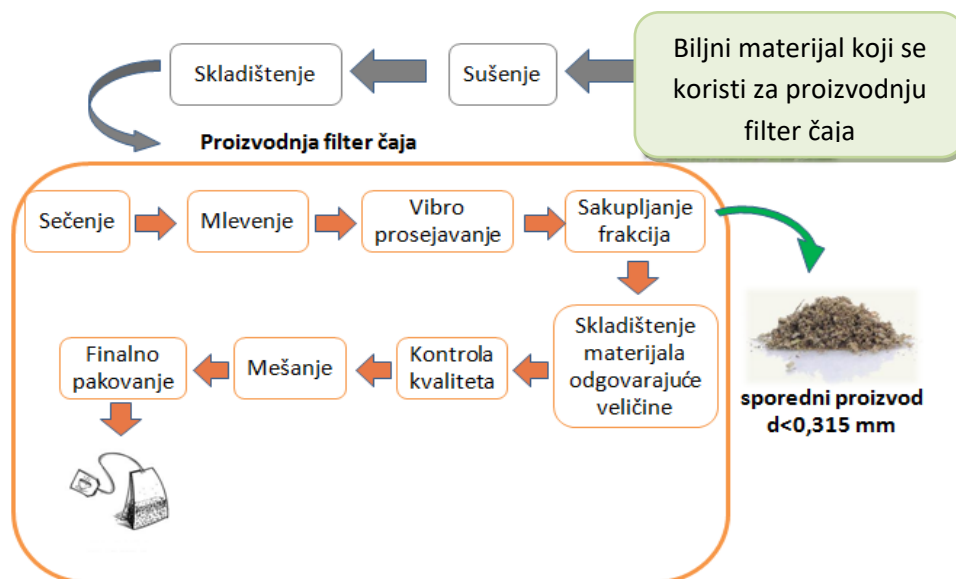 Biljni materijal koji se
koristi za proizvodnju
filter čaja
Sušenje
Skladištenje
Proizvodnja filter čaja
Sečenje
Mlevenje
Vibro
prosejavanje
Sakupljanje
frakcija
Skladištenje
materijala
odgovarajuće
veličine
Kontrola
kvaliteta
Mešanje
Finalno
pakovanje
sporedni proizvod
d<0,315 mm